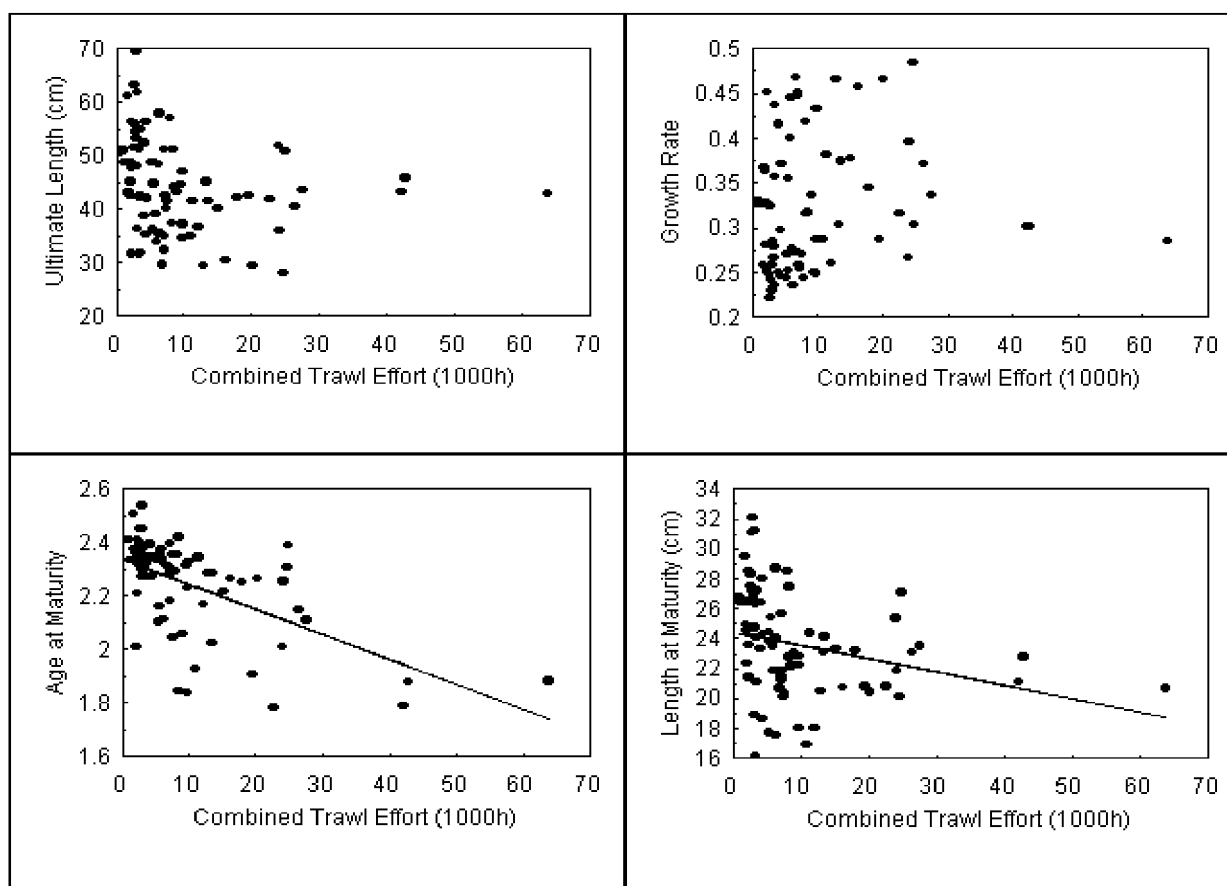 70
60
50
40
30
20
Ultimate Length (cm)
0 10 20 30 40 50 60 70
Combined Trawl Effort (1000h)
0.5
0.45
0.4
0.35
0.3
0.25
0.2
Growth Rate
0 10 20 30 40 50 60 70
Combined Trawl Effort (1000h)
2.6
2.4
2.2
2
1.8
1.6
Age at Maturity
0 10 20 30 40 50 60 70
Combined Trawl Effort (1000h)
34
32
30
28
26
24
22
20
18
16
Length at Maturity (cm)
0 10 20 30 40 50 60 70
Combined Trawl Effort (1000h)